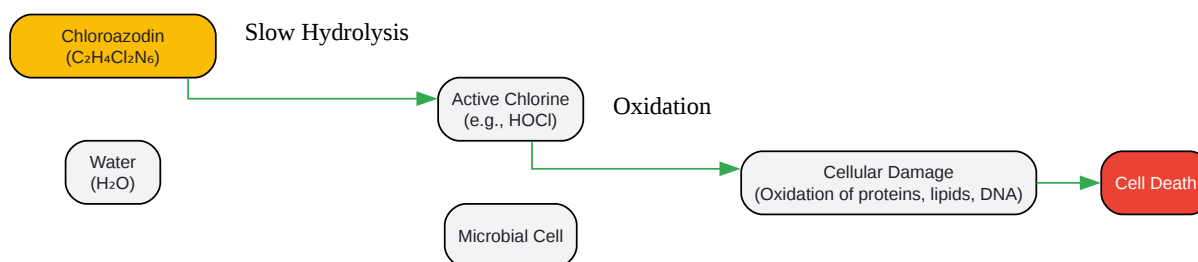 Chloroazodin
(C₂H₄Cl₂N₆)
Slow Hydrolysis
Active Chlorine
(e.g., HOCl)
Oxidation
Water
(H₂O)
Cellular Damage
(Oxidation of proteins, lipids, DNA)
Cell Death
Microbial Cell